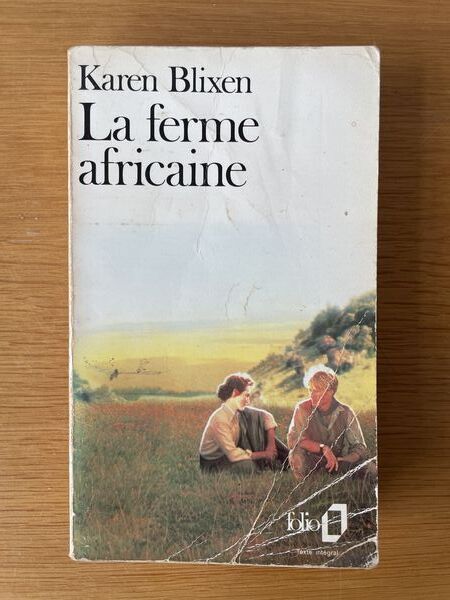 Karen Blixen
La ferme
africaine
folio
Texte intégral